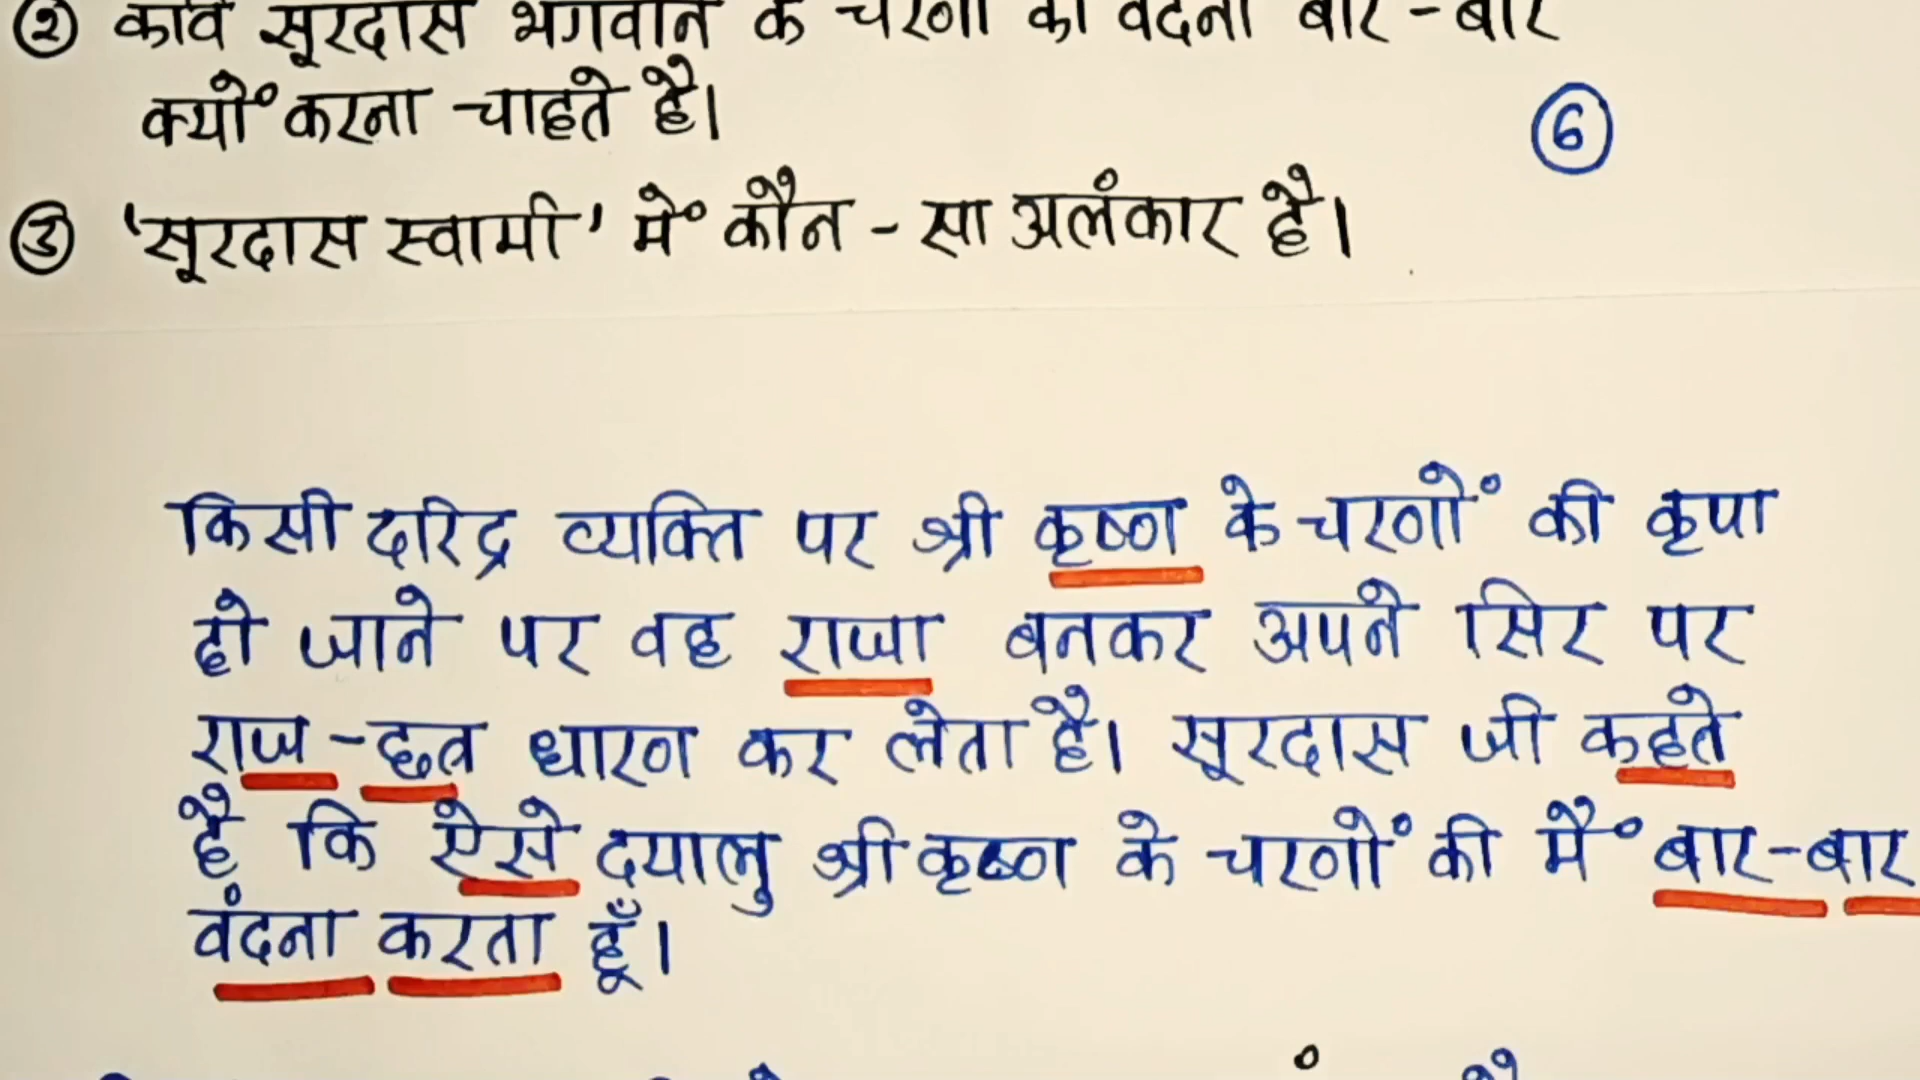 ② कवि सूरदास भगवान के चरणों की वंदना बार - बार
क्यों करना चाहते है।
⑥
③ 'सूरदास स्वामी' में कौन - सा अलंकार है।
किसी दरिद्र व्यक्ति पर श्री कृष्ण के चरणों की कृपा
हो जाने पर वह राजा बनकर अपने सिर पर
राज - छत्र धारण कर लेता है। सूरदास जी कहते
है कि ऐसे दयालु श्री कृष्ण के चरणों की मैं बार-बार
वंदना करता हूँ।